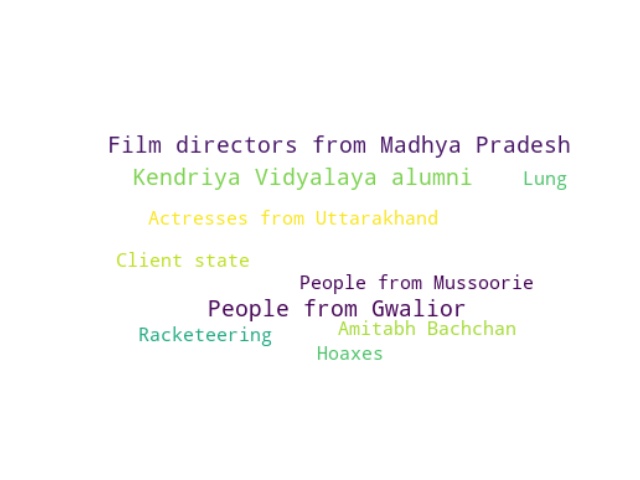 Film directors from Madhya Pradesh
Kendriya Vidyalaya alumni
Lung
Actresses from Uttarakhand
Client state
People from Mussoorie
People from Gwalior
Amitabh Bachchan
Racketeering
Hoaxes